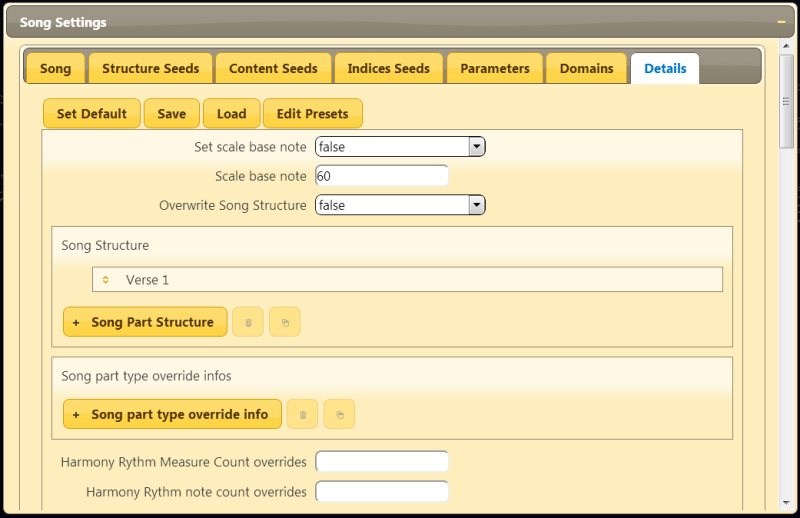 Song Settings
Song Structure Seeds Content Seeds Indices Seeds Parameters Domains Details
Set Default Save Load Edit Presets
Set scale base note false
Scale base note 60
Overwrite Song Structure false
Song Structure
Verse 1
+ Song Part Structure
Song part type override infos
+ Song part type override info
Harmony Rythm Measure Count overrides
Harmony Rythm note count overrides